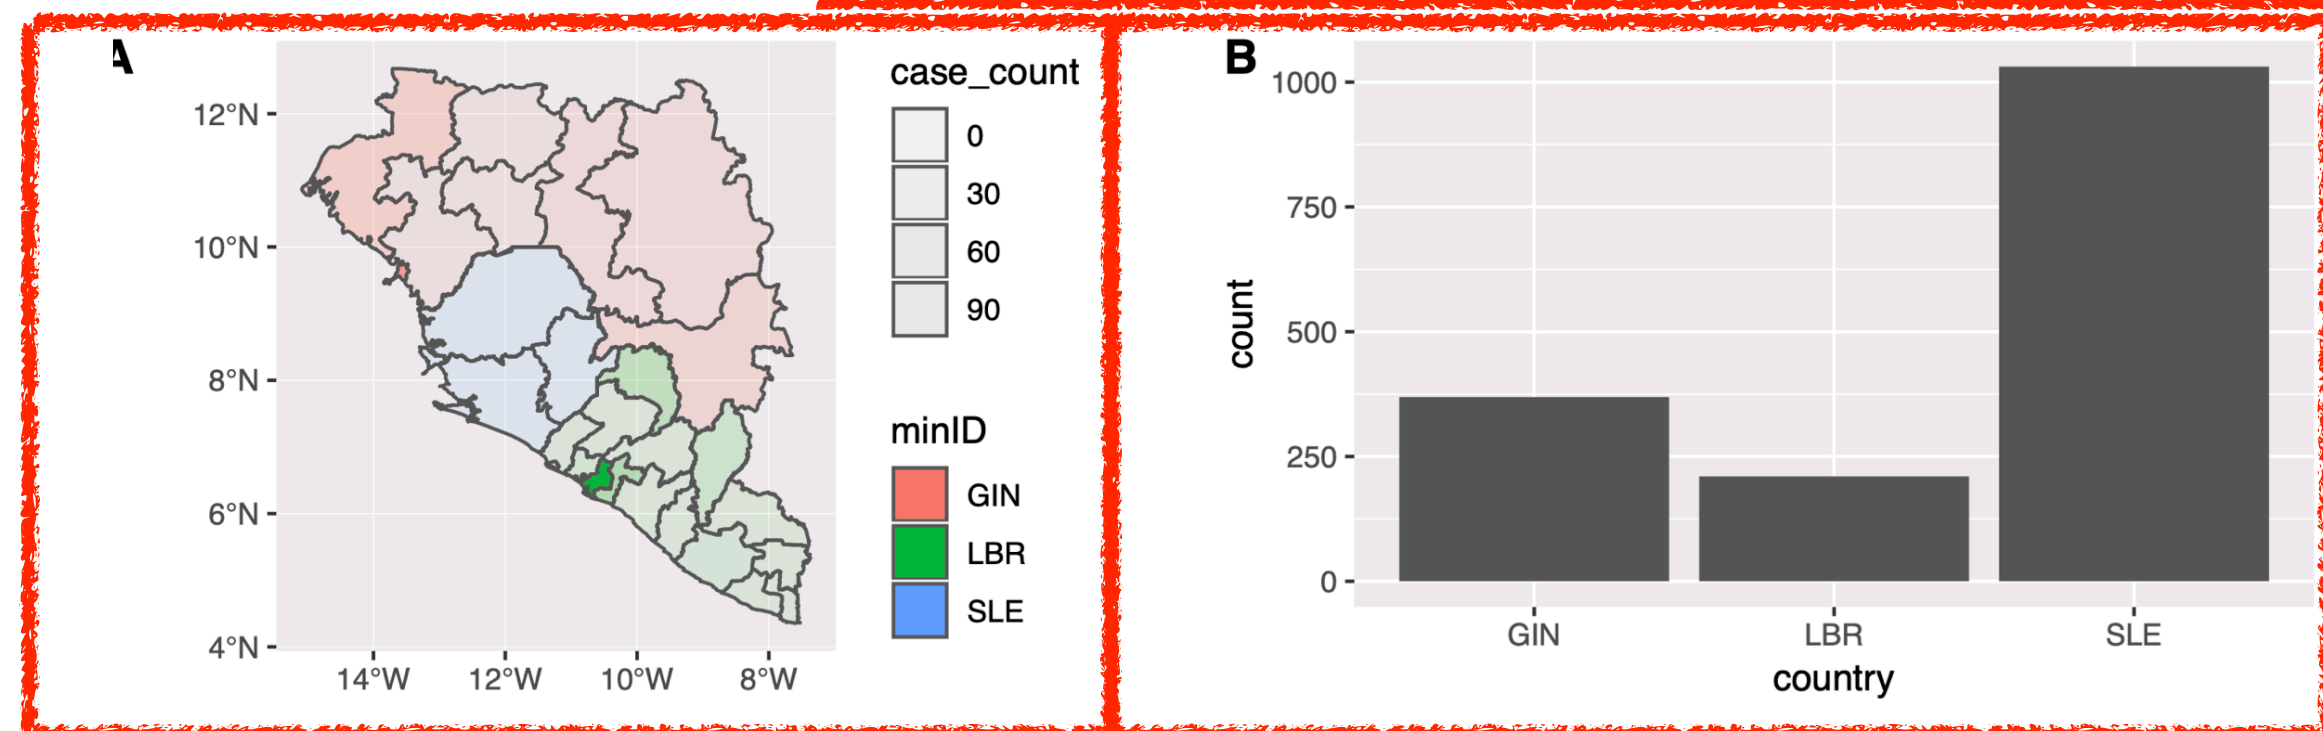 A
12°N
10°N
8°N
6°N
4°N
14°W 12°W 10°W 8°W
case_count
0
30
60
90
minID
GIN
LBR
SLE
B
1000
750
500
250
0
count
GIN LBR SLE
country